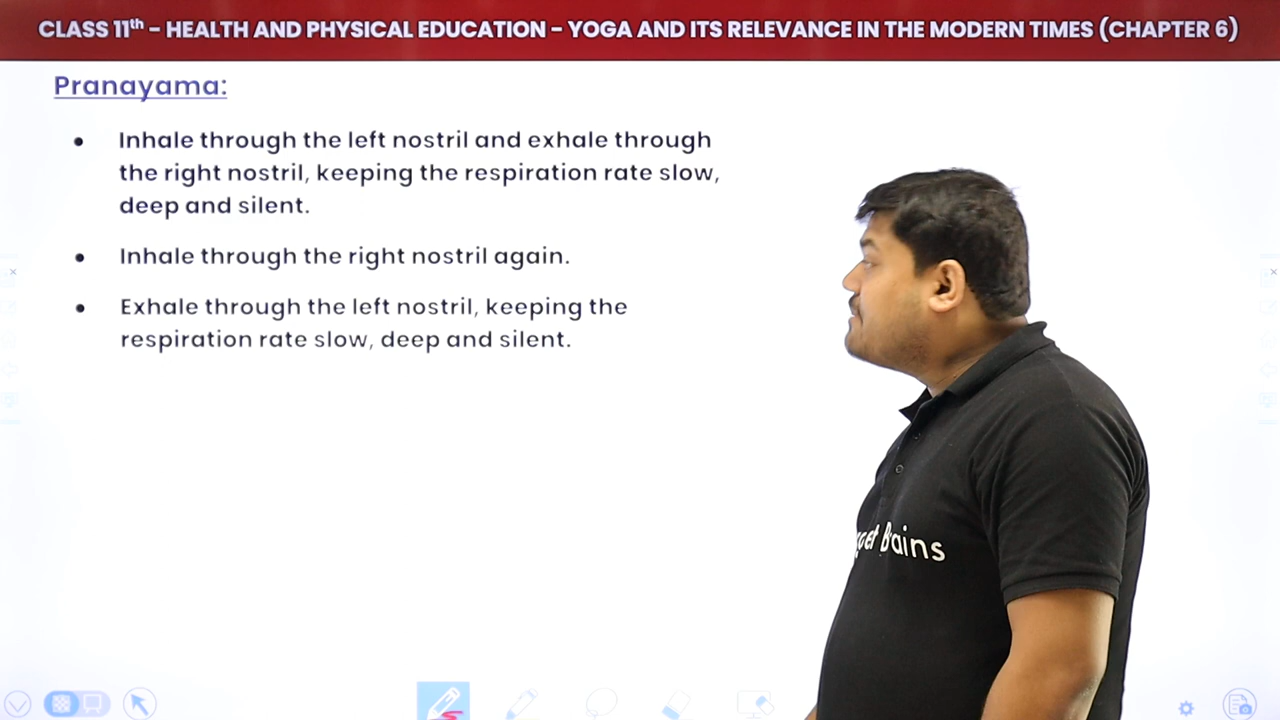 CLASS 11th – HEALTH AND PHYSICAL EDUCATION – YOGA AND ITS RELEVANCE IN THE MODERN TIMES (CHAPTER 6)
Pranayama:
• Inhale through the left nostril and exhale through
the right nostril, keeping the respiration rate slow,
deep and silent.
• Inhale through the right nostril again.
• Exhale through the left nostril, keeping the
respiration rate slow, deep and silent.
Brains